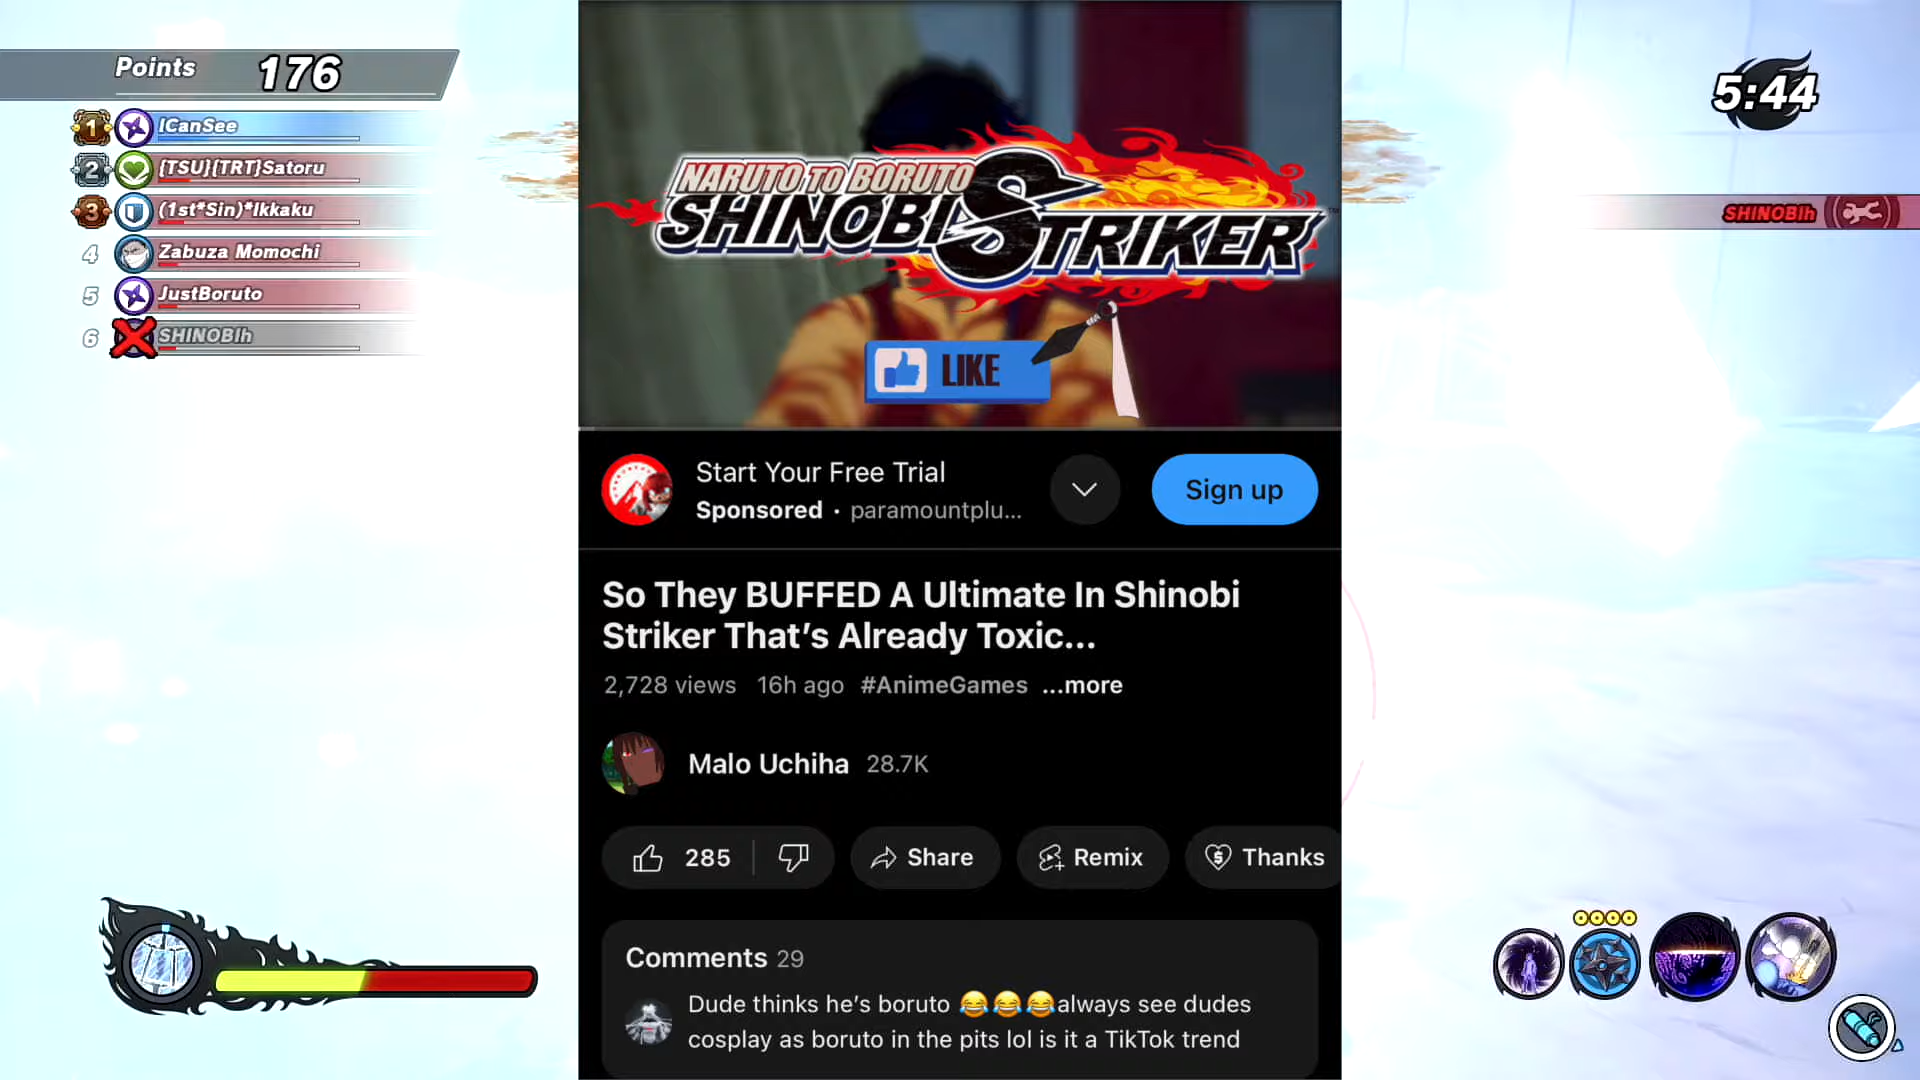 Points 176
1 ICanSee
2 {TSU}{TRT}Satoru
3 (1st*Sin)*Ikkaku
4 Zabuza Momochi
5 JustBoruto
6 SHINOBIh
5:44
SHINOBIh
NARUTO TO BORUTO
SHINOBI STRIKER
LIKE
Start Your Free Trial
Sponsored · paramountplu...
Sign up
So They BUFFED A Ultimate In Shinobi
Striker That's Already Toxic...
2,728 views 16h ago #AnimeGames ...more
Malo Uchiha 28.7K
285 Share Remix Thanks
Comments 29
Dude thinks he's boruto 😂😂😂always see dudes
cosplay as boruto in the pits lol is it a TikTok trend